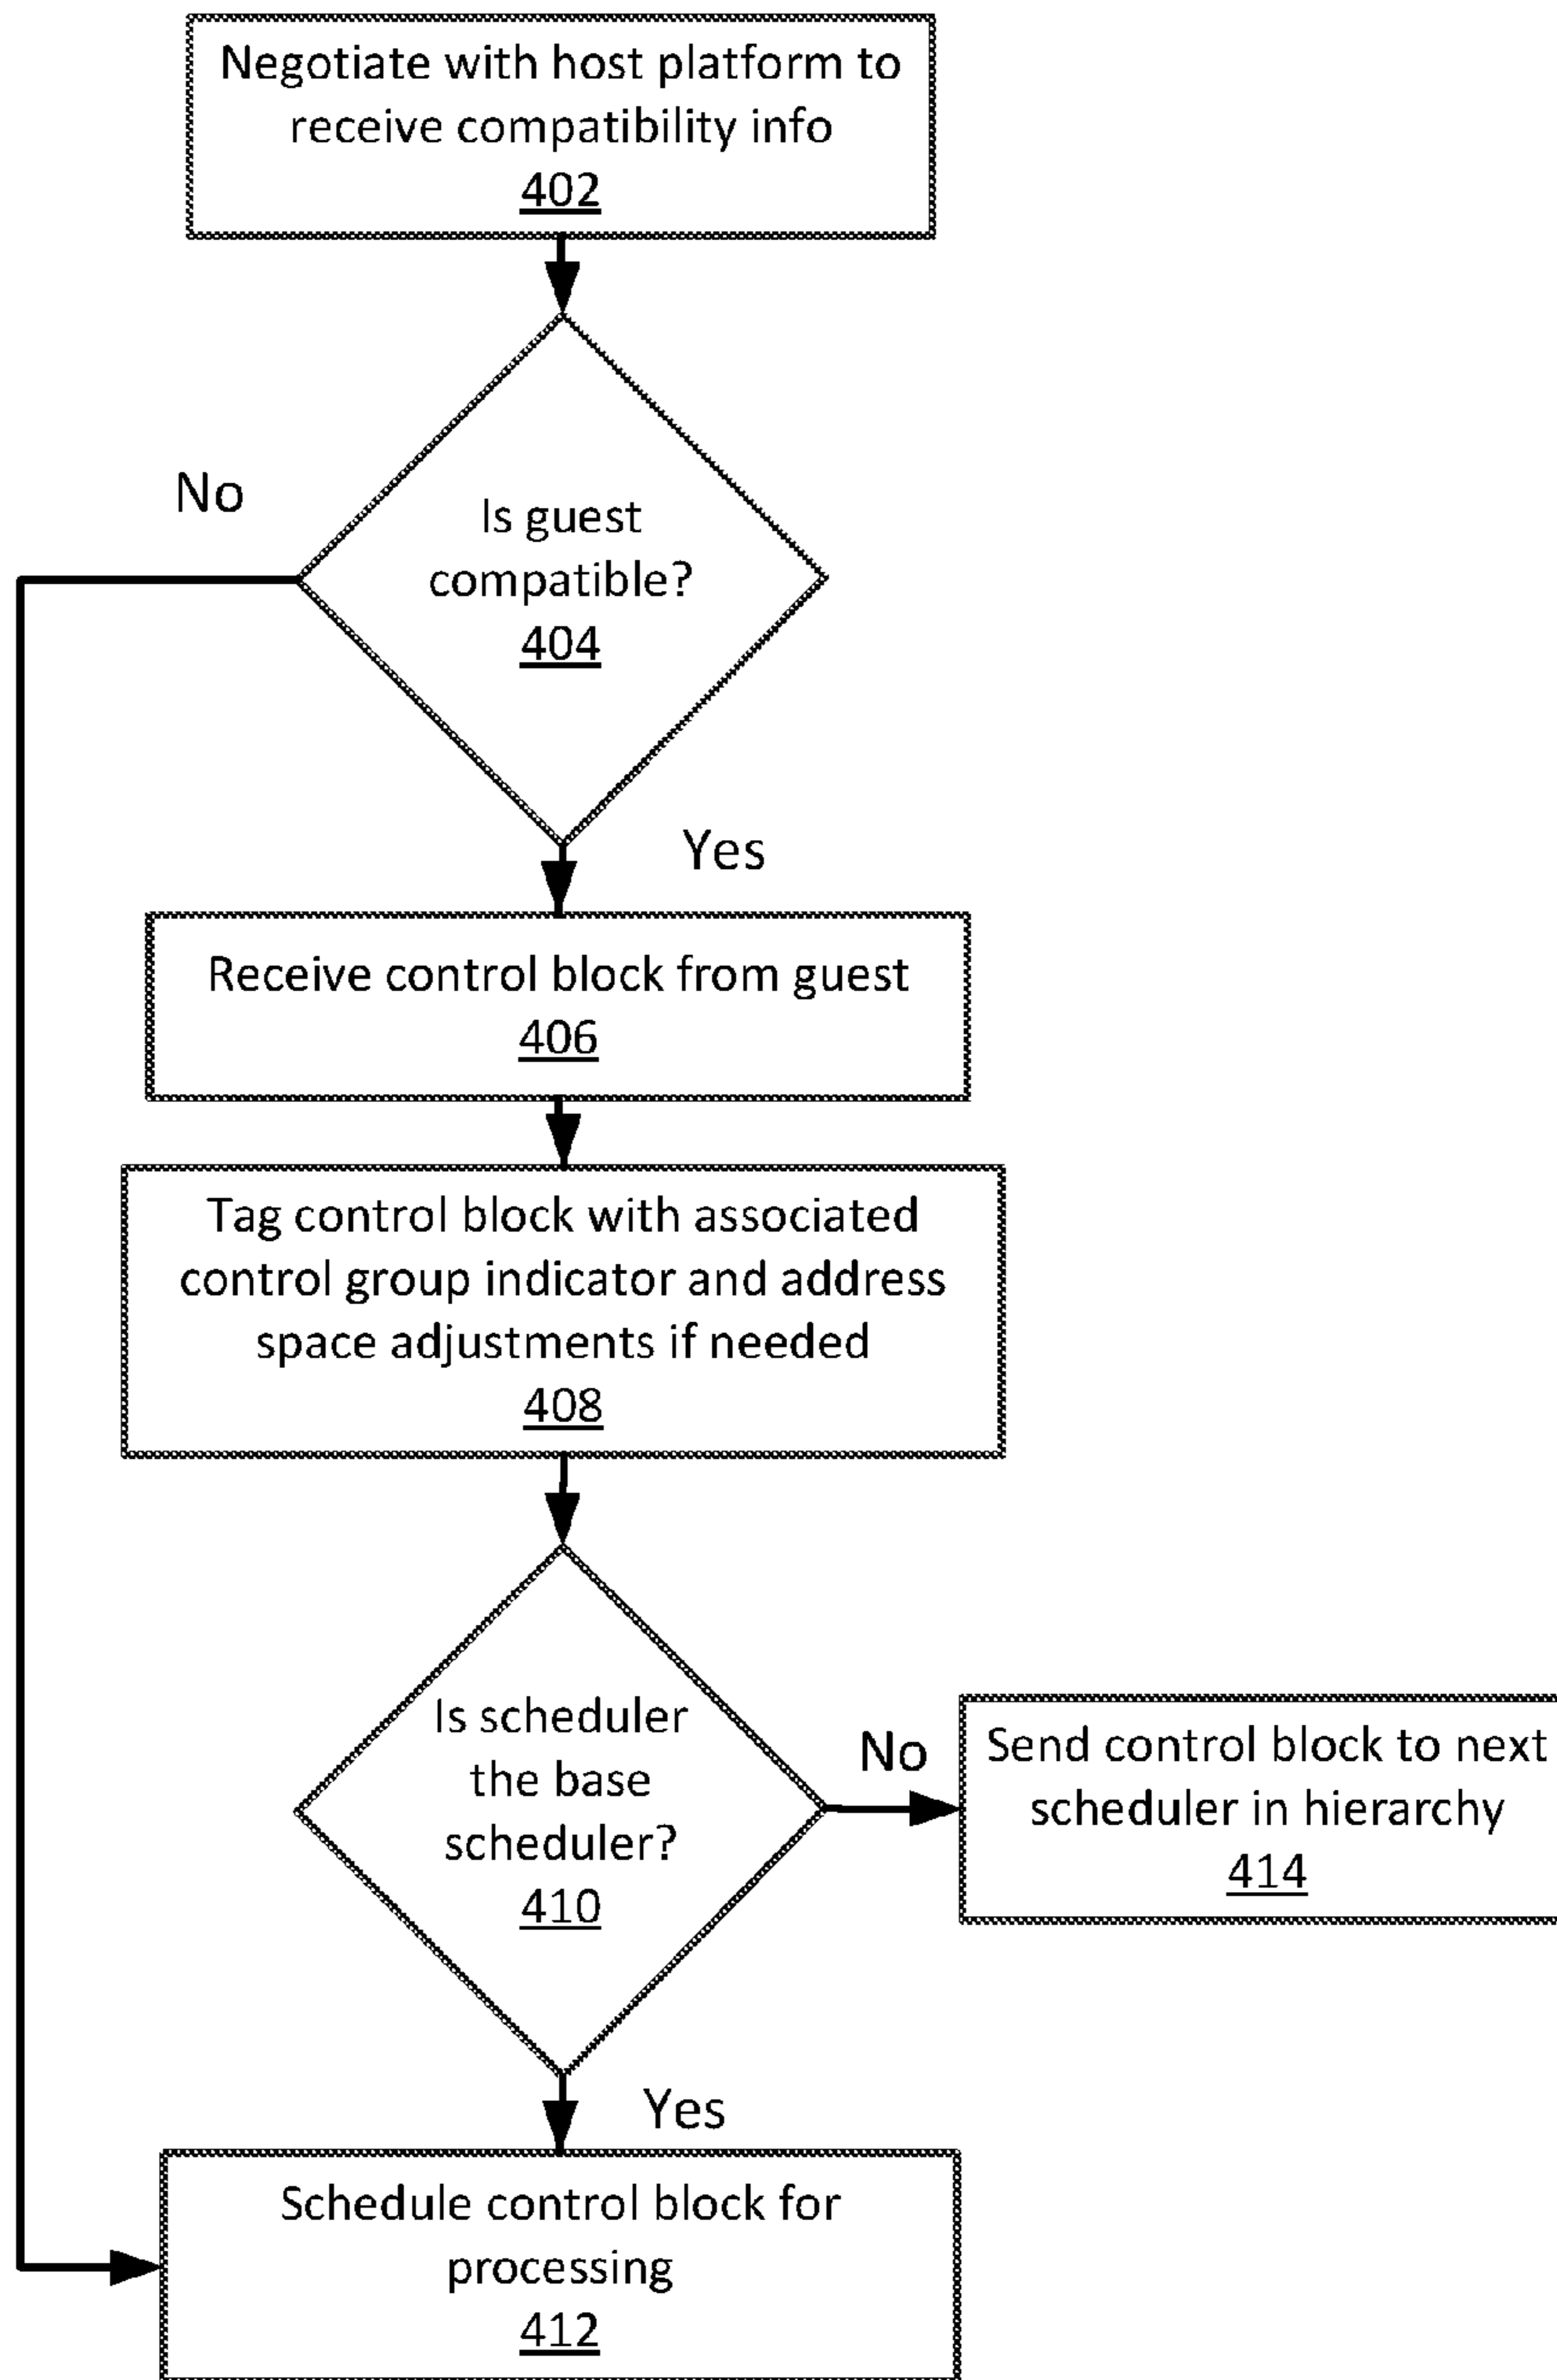 Negotiate with host platform to
receive compatibility info
402
No
Is guest
compatible?
404
Yes
Receive control block from guest
406
Tag control block with associated
control group indicator and address
space adjustments if needed
408
Is scheduler
the base
scheduler?
410
No
Send control block to next
scheduler in hierarchy
414
Yes
Schedule control block for
processing
412